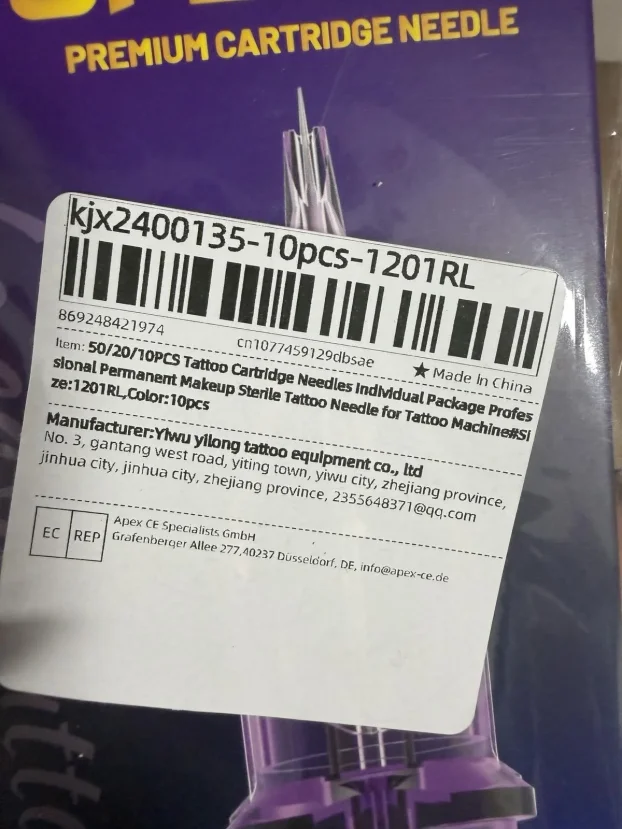 PREMIUM CARTRIDGE NEEDLE
kjx2400135-10pcs-1201RL
869248421974
cn1077459129dbsae
★ Made In China
Item: 50/20/10PCS Tattoo Cartridge Needles Individual Package Profes
sional Permanent Makeup Sterile Tattoo Needle for Tattoo Machine#Si
ze:1201RL,Color:10pcs
Manufacturer:Yiwu yilong tattoo equipment co., ltd
No. 3, gantang west road, yiting town, yiwu city, zhejiang province,
jinhua city, jinhua city, zhejiang province, 2355648371@qq.com
EC REP
Apex CE Specialists GmbH
Grafenberger Allee 277,40237 Düsseldorf, DE, info@apex-ce.de